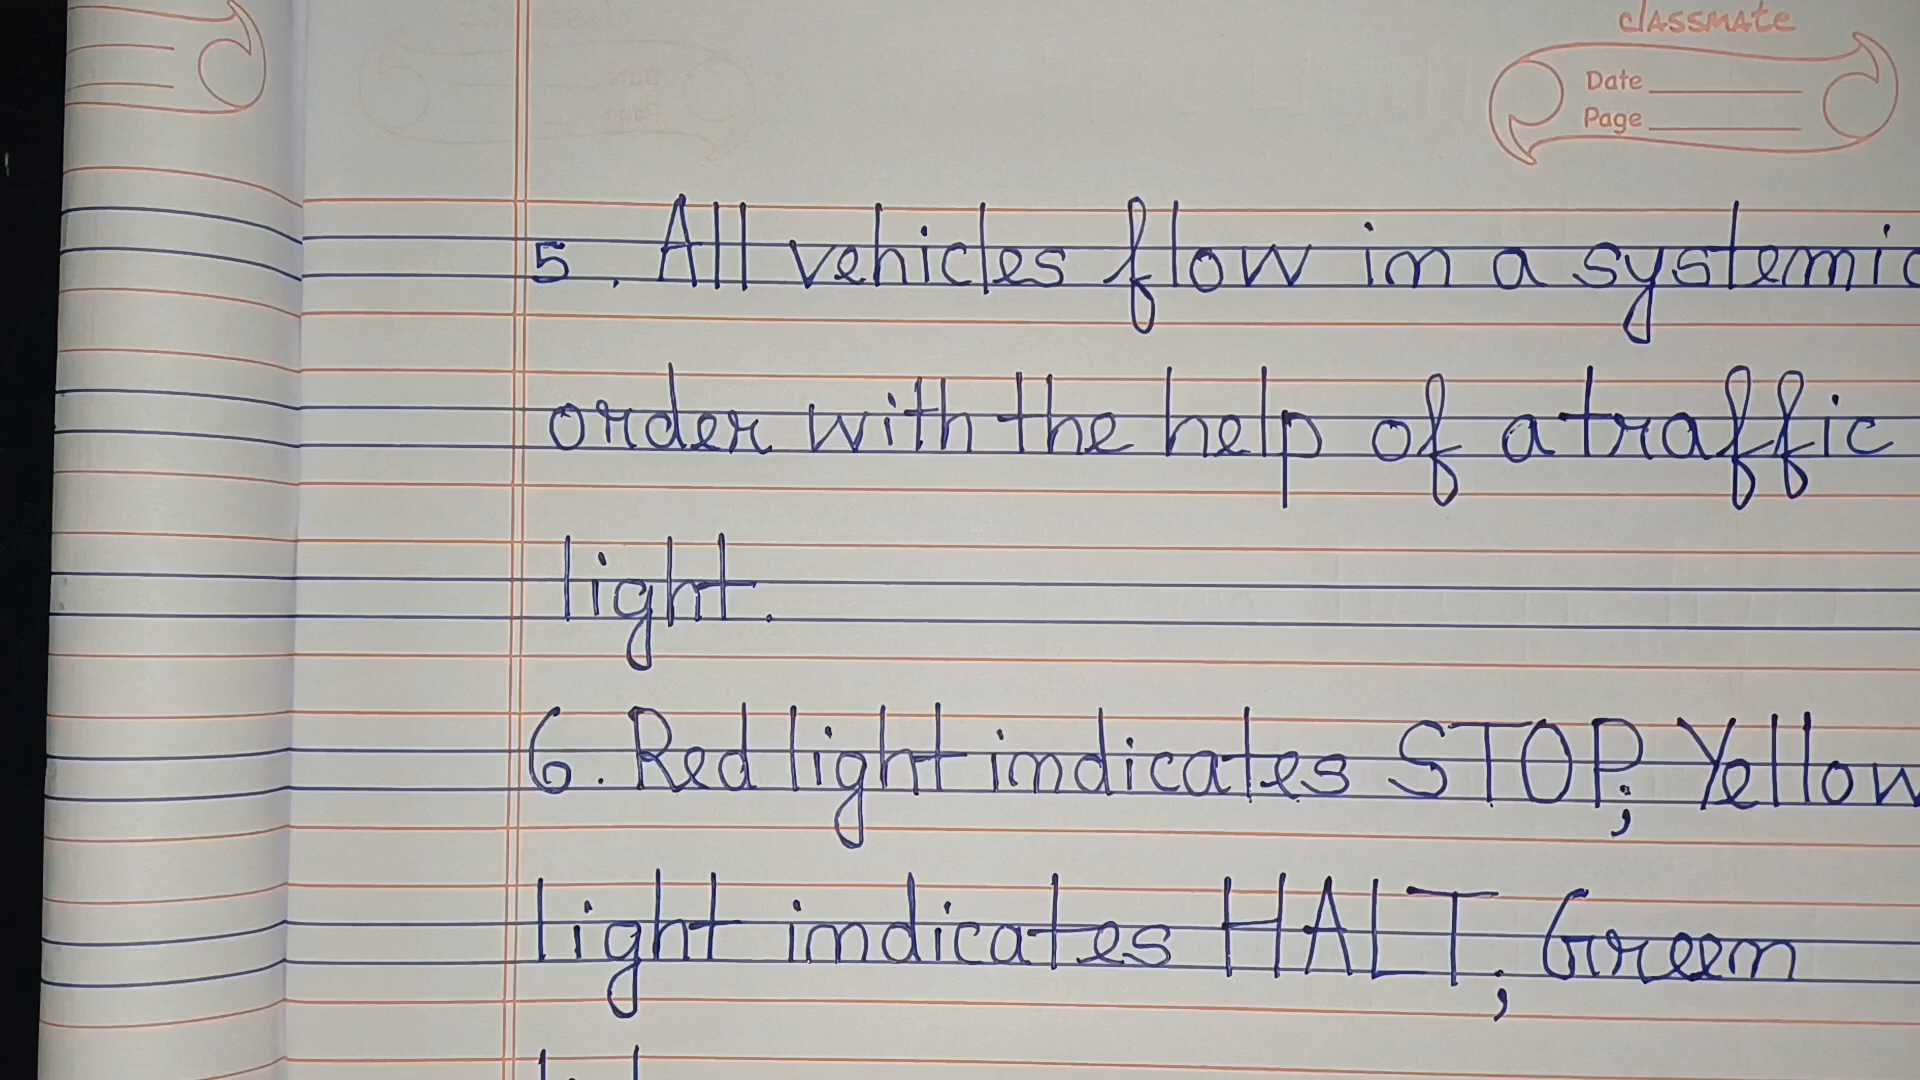 classmate
Date
Page
5. All vehicles flow in a systemic
order with the help of a traffic
light.
6. Red light indicates STOP; Yellow
light indicates HALT; Green